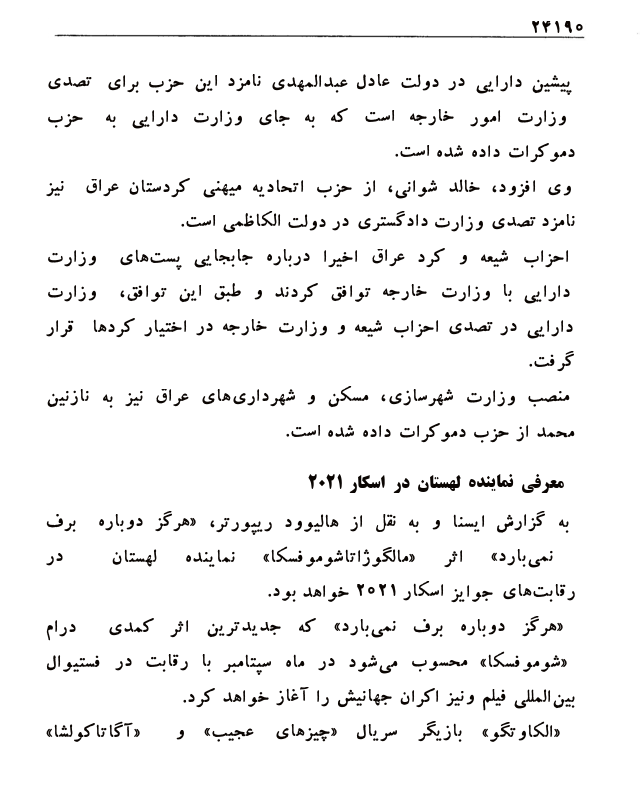 ۲۴۱۹۰
پیشین دارایی در دولت عادل عبدالمهدی نامزد این حزب برای تصدی
وزارت امور خارجه است که به جای وزارت دارایی به حزب
دموکرات داده شده است.
وی افزود، خالد شوانی، از حزب اتحادیه میهنی کردستان عراق نیز
نامزد تصدی وزارت دادگستری در دولت الکاظمی است.
احزاب شیعه و کرد عراق اخیرا درباره جابجایی پست‌های وزارت
دارایی با وزارت خارجه توافق کردند و طبق این توافق، وزارت
دارایی در تصدی احزاب شیعه و وزارت خارجه در اختیار کردها قرار
گرفت.
منصب وزارت شهرسازی، مسکن و شهرداری‌های عراق نیز به نازنین
محمد از حزب دموکرات داده شده است.
معرفی نماینده لهستان در اسکار ۲۰۲۱
به گزارش ایسنا و به نقل از هالیوود ریپورتر، «هرگز دوباره برف
نمی‌بارد» اثر «مالگوژاتاشوموفسکا» نماینده لهستان در
رقابت‌های جوایز اسکار ۲۰۲۱ خواهد بود.
«هرگز دوباره برف نمی‌بارد» که جدیدترین اثر کمدی درام
«شوموفسکا» محسوب می‌شود در ماه سپتامبر با رقابت در فستیوال
بین‌المللی فیلم ونیز اکران جهانیش را آغاز خواهد کرد.
«الکاوتگو» بازیگر سریال «چیزهای عجیب» و «آگاتاکولشا»